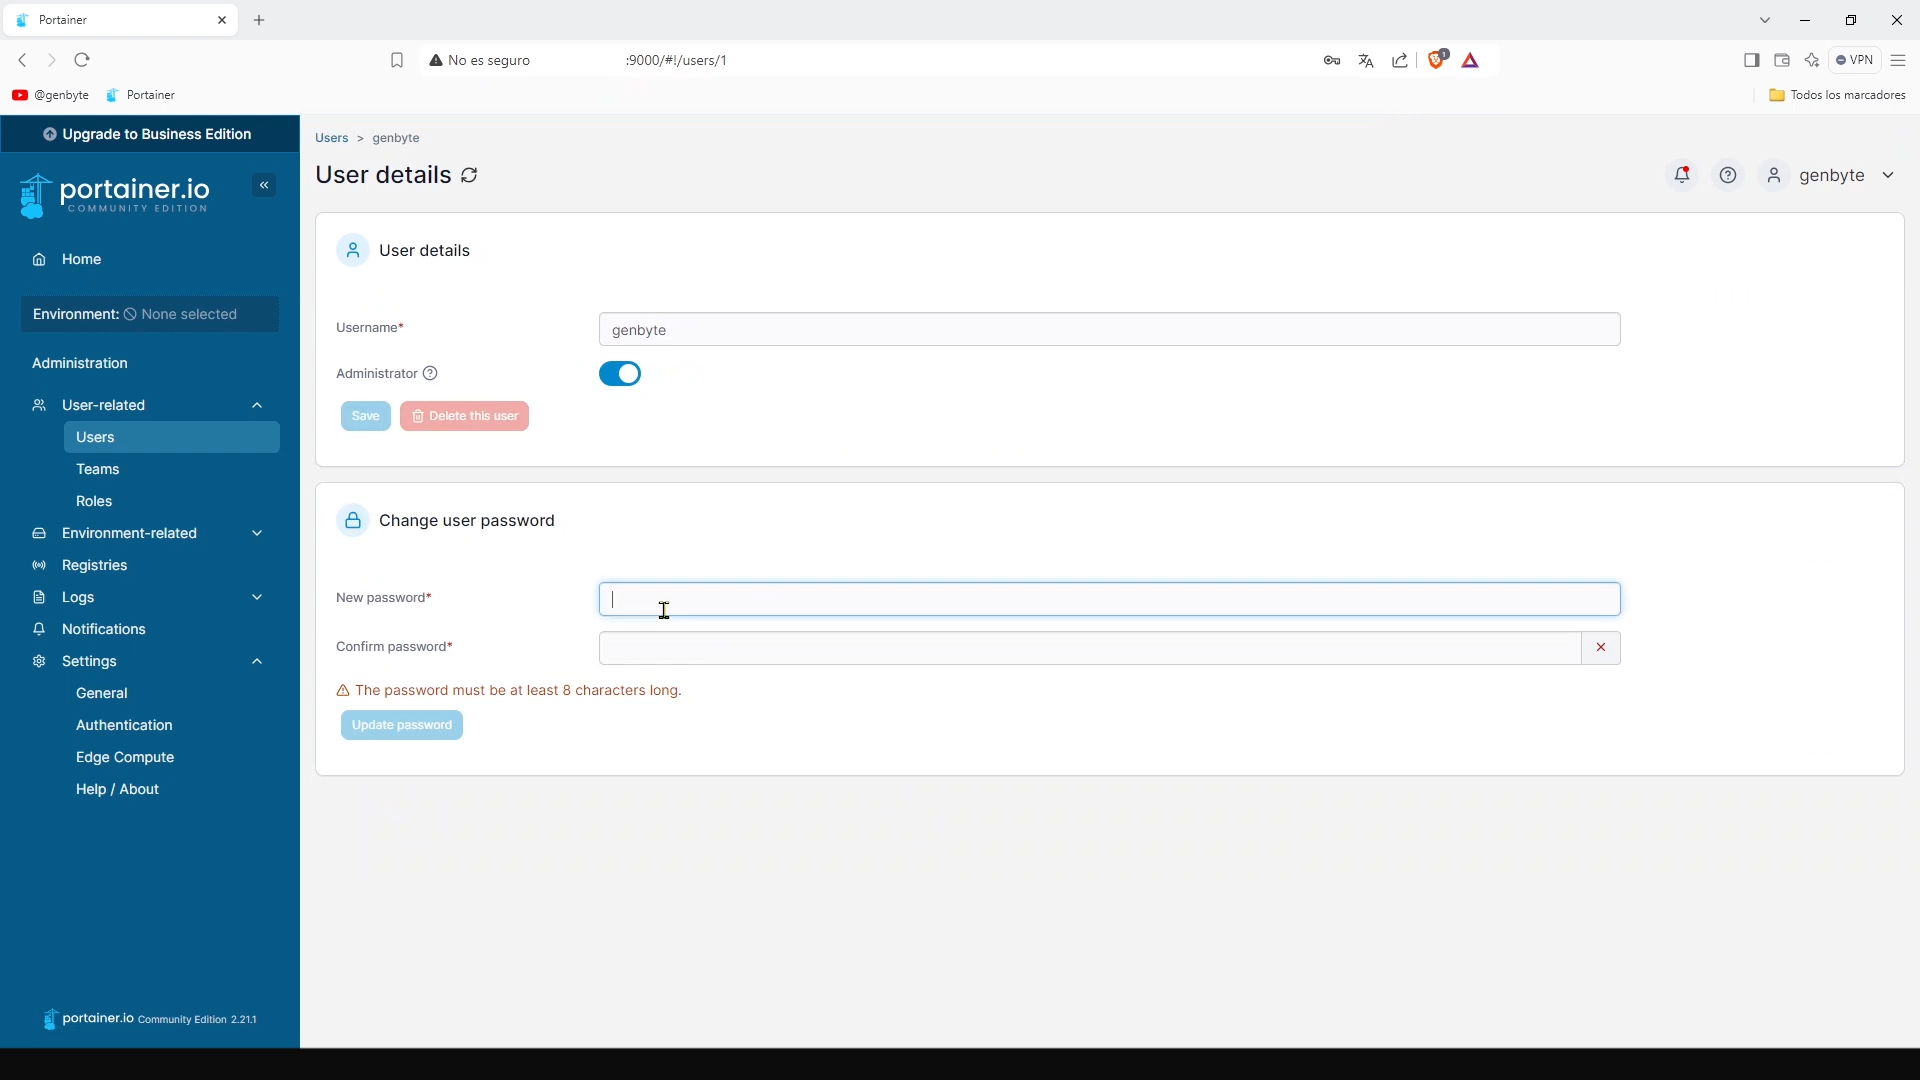 Portainer
No es seguro :9000/#!/users/1
1
VPN
@genbyte Portainer
Todos los marcadores
Upgrade to Business Edition
portainer.io
COMMUNITY EDITION
Home
Environment: None selected
Administration
User-related
Users
Teams
Roles
Environment-related
Registries
Logs
Notifications
Settings
General
Authentication
Edge Compute
Help / About
portainer.io Community Edition 2.21.1
Users > genbyte
User details
genbyte
User details
Username*
genbyte
Administrator
Save
Delete this user
Change user password
New password*
Confirm password*
The password must be at least 8 characters long.
Update password